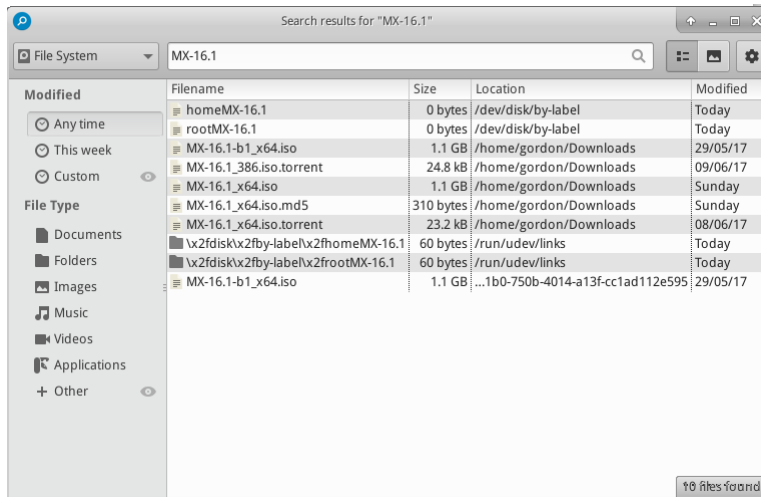 Search results for "MX-16.1"
File System MX-16.1
Modified
Any time
This week
Custom
File Type
Documents
Folders
Images
Music
Videos
Applications
+ Other
Filename Size Location Modified
homeMX-16.1 0 bytes /dev/disk/by-label Today
rootMX-16.1 0 bytes /dev/disk/by-label Today
MX-16.1-b1_x64.iso 1.1 GB /home/gordon/Downloads 29/05/17
MX-16.1_386.iso.torrent 24.8 kB /home/gordon/Downloads 09/06/17
MX-16.1_x64.iso 1.1 GB /home/gordon/Downloads Sunday
MX-16.1_x64.iso.md5 310 bytes /home/gordon/Downloads Sunday
MX-16.1_x64.iso.torrent 23.2 kB /home/gordon/Downloads 08/06/17
\x2fdisk\x2fby-label\x2fhomeMX-16.1 60 bytes /run/udev/links Today
\x2fdisk\x2fby-label\x2frootMX-16.1 60 bytes /run/udev/links Today
MX-16.1-b1_x64.iso 1.1 GB ...1b0-750b-4014-a13f-cc1ad112e595 29/05/17
10 files found